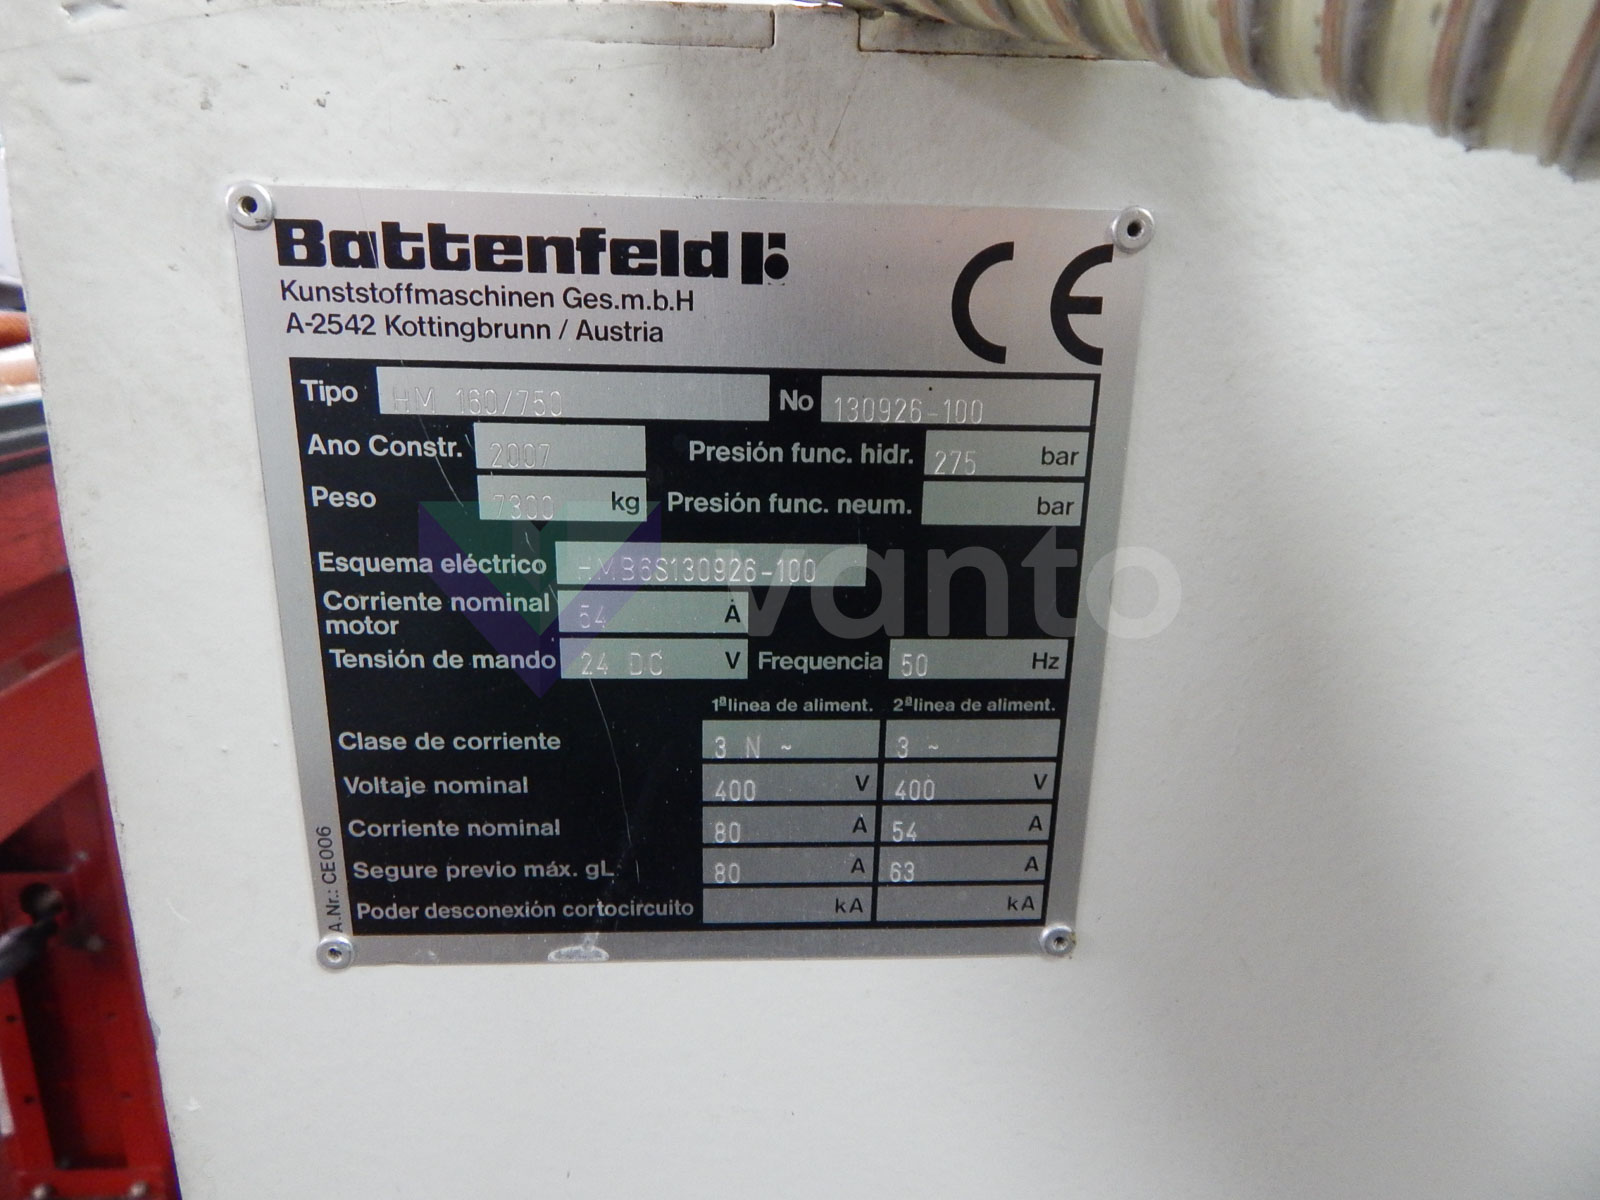 Battenfeld
Kunststoffmaschinen Ges.m.b.H
A-2542 Kottingbrunn / Austria
CE
Tipo HM 160/750 No 130926-100
Ano Constr. 2007 Presión func. hidr. 275 bar
Peso 7300 kg Presión func. neum. bar
Esquema eléctrico HMB6S130926-100
Corriente nominal motor 54 A
Tensión de mando 24 DC V Frequencia 50 Hz
1ª linea de aliment. 2ª linea de aliment.
Clase de corriente 3 N ~ 3 ~
Voltaje nominal 400 V 400 V
Corriente nominal 80 A 54 A
Segure previo máx. gL 80 A 63 A
Poder desconexión cortocircuito kA kA
A.Nr.: CE006
vanto